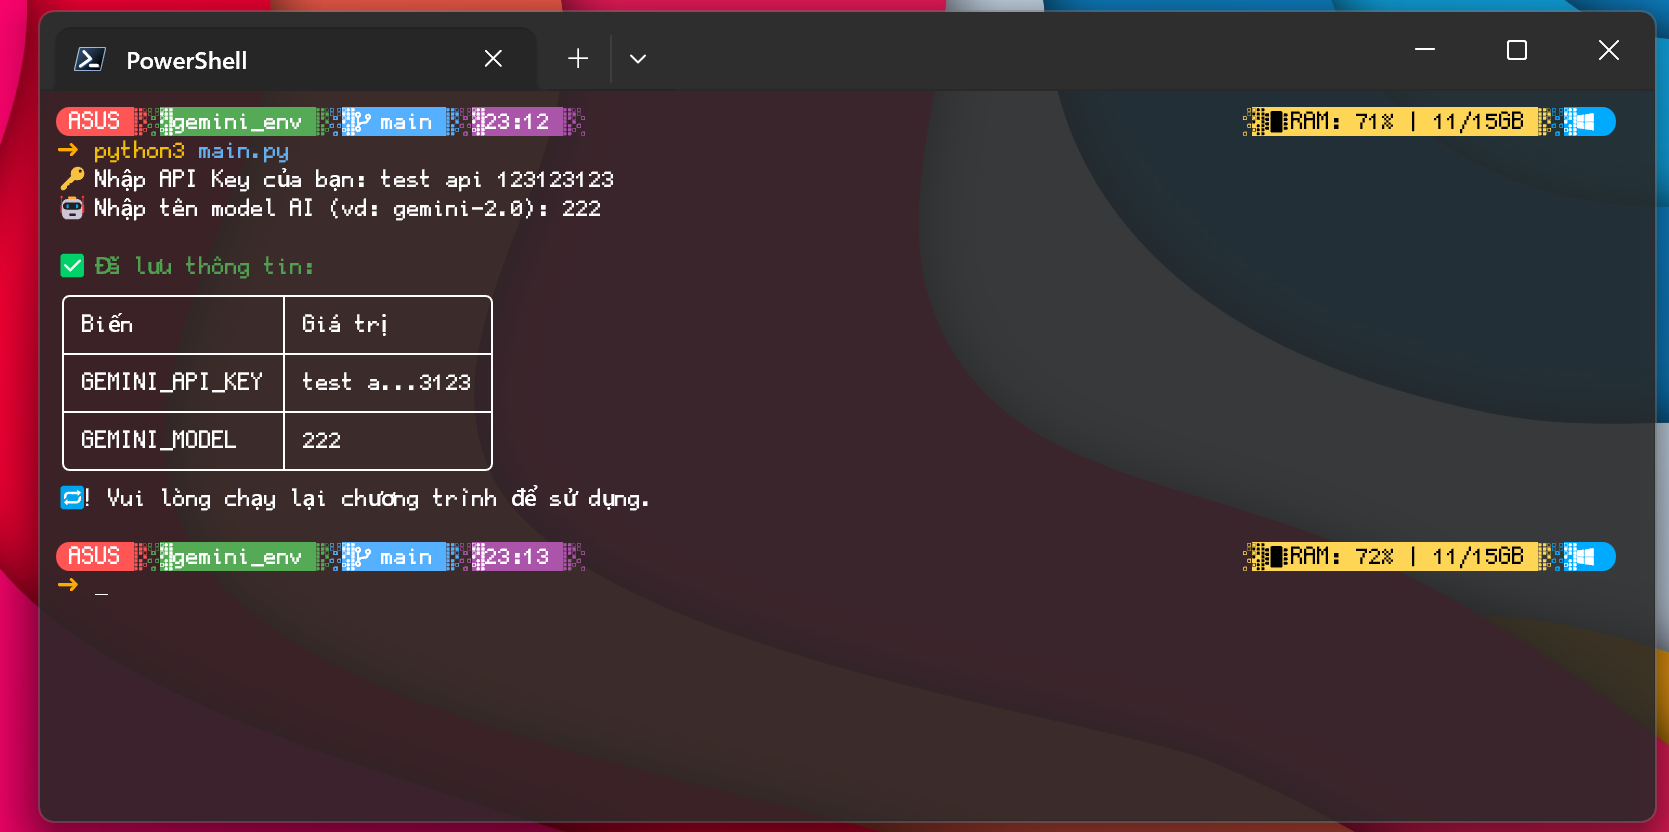 PowerShell
ASUS gemini_env main 23:12 RAM: 71% | 11/15GB
→ python3 main.py
🔑 Nhập API Key của bạn: test api 123123123
🤖 Nhập tên model AI (vd: gemini-2.0): 222
✅ Đã lưu thông tin:
Biến Giá trị
GEMINI_API_KEY test a...3123
GEMINI_MODEL 222
🔁! Vui lòng chạy lại chương trình để sử dụng.
ASUS gemini_env main 23:13 RAM: 72% | 11/15GB
→ _